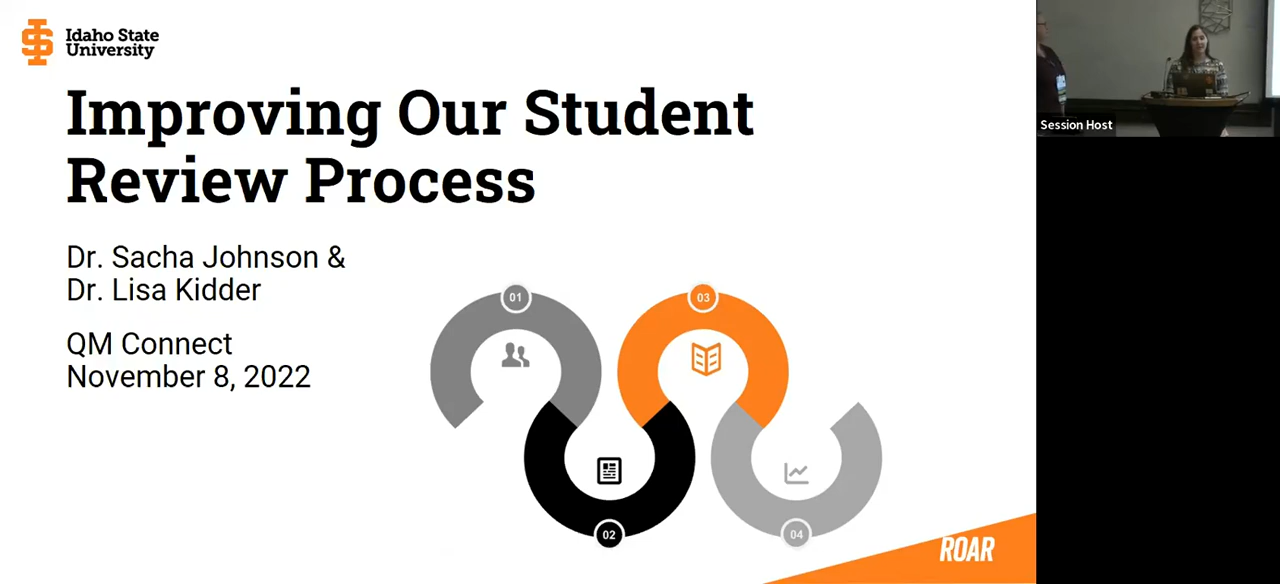 Idaho State
University
Improving Our Student
Review Process
Dr. Sacha Johnson &
Dr. Lisa Kidder
QM Connect
November 8, 2022
01
03
02
04
ROAR
Session Host